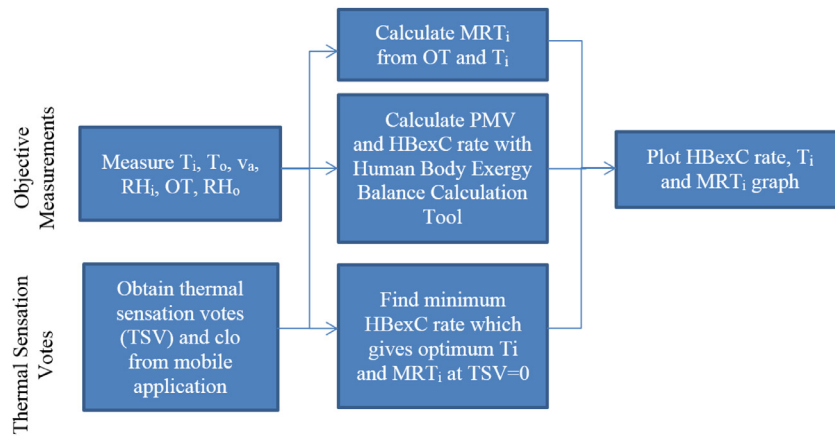 Objective
Measurements
Measure Tᵢ, Tₒ, vₐ,
RHᵢ, OT, RHₒ
Calculate MRTᵢ
from OT and Tᵢ
Calculate PMV
and HBexC rate with
Human Body Exergy
Balance Calculation
Tool
Plot HBexC rate, Tᵢ
and MRTᵢ graph
Thermal Sensation
Votes
Obtain thermal
sensation votes
(TSV) and clo
from mobile
application
Find minimum
HBexC rate which
gives optimum Ti
and MRTᵢ at TSV=0